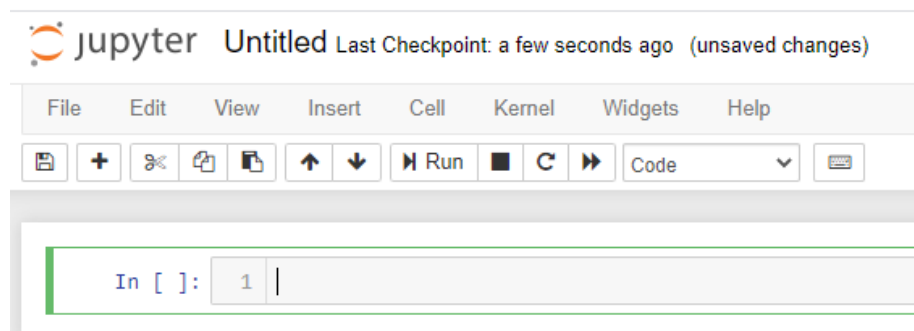 jupyter Untitled Last Checkpoint: a few seconds ago (unsaved changes)
File Edit View Insert Cell Kernel Widgets Help
Run Code
In [ ]: 1